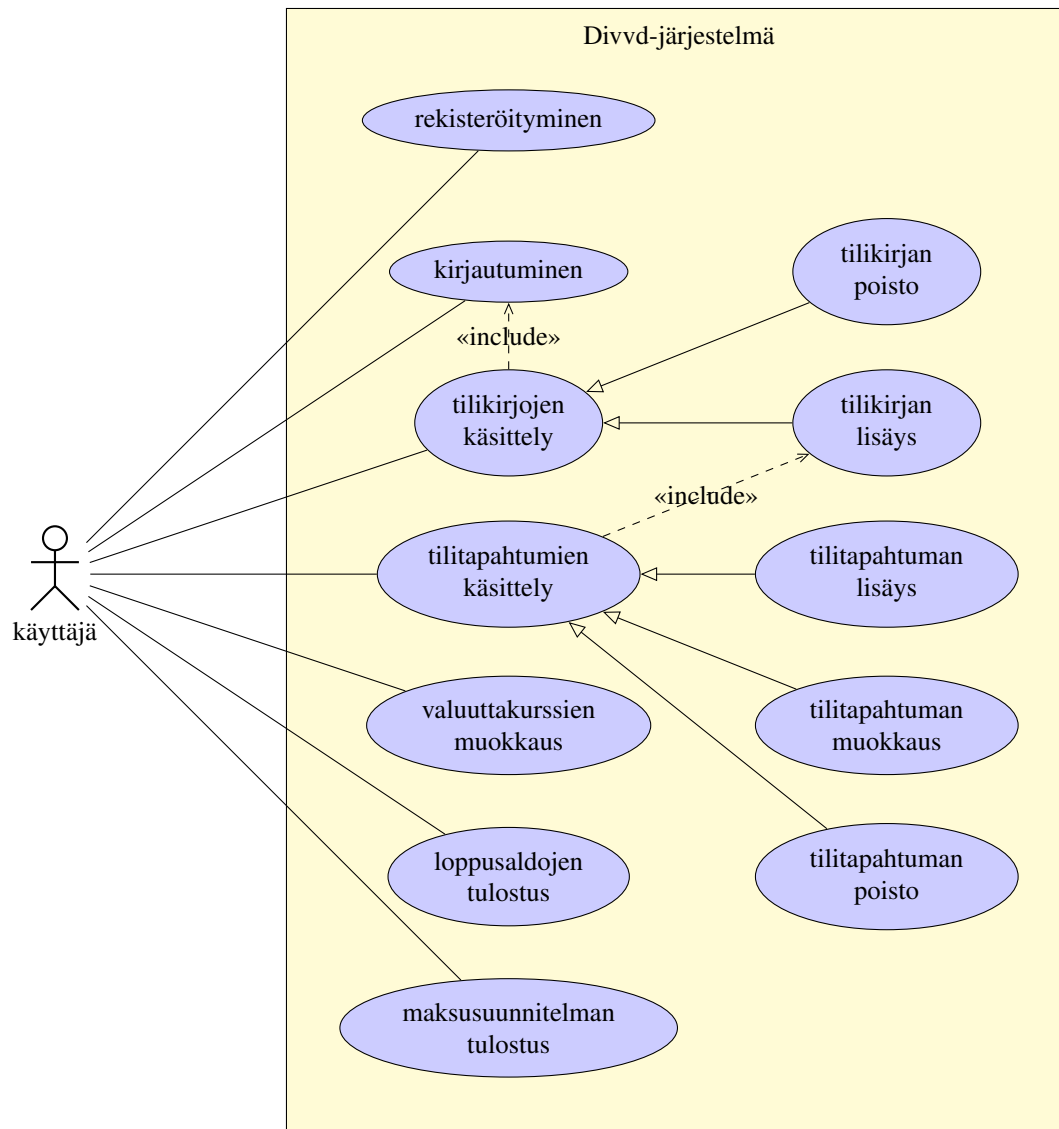 Divvd-järjestelmä
rekisteröityminen
kirjautuminen
tilikirjan
poisto
«include»
tilikirjojen
käsittely
tilikirjan
lisäys
«include»
tilitapahtumien
käsittely
tilitapahtuman
lisäys
käyttäjä
valuuttakurssien
muokkaus
tilitapahtuman
muokkaus
loppusaldojen
tulostus
tilitapahtuman
poisto
maksusuunnitelman
tulostus